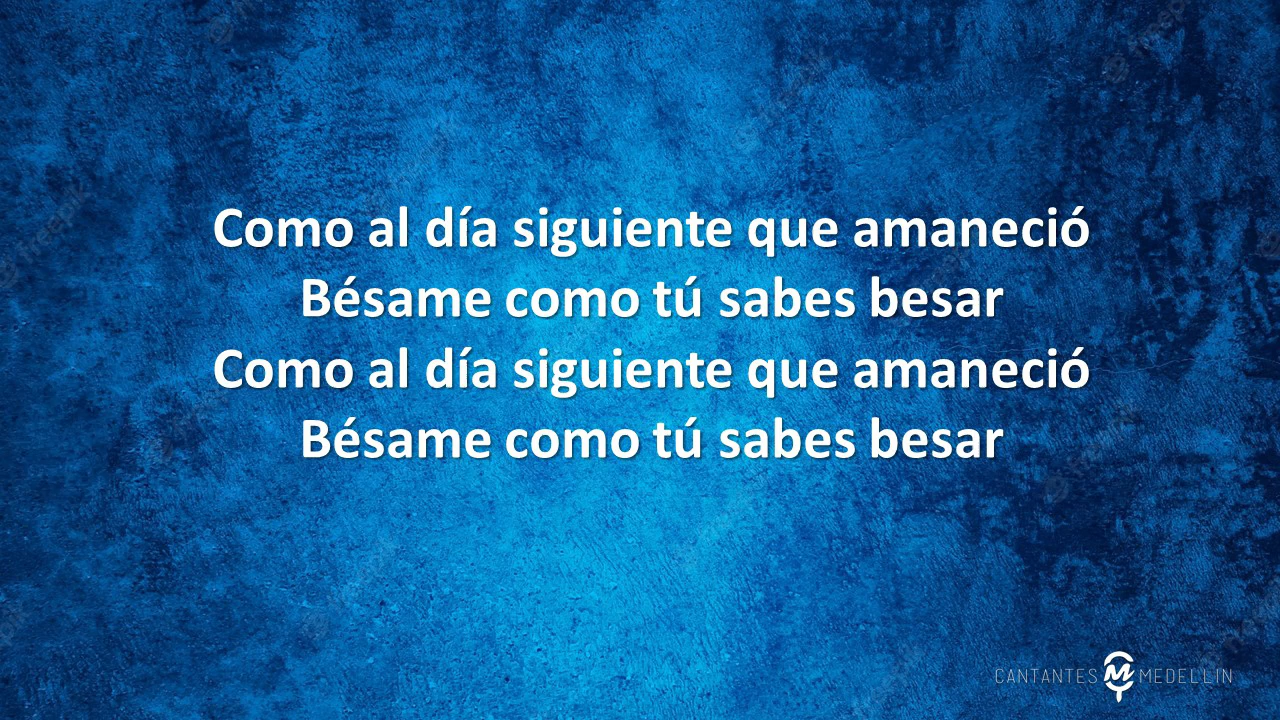 Como al día siguiente que amaneció
Bésame como tú sabes besar
Como al día siguiente que amaneció
Bésame como tú sabes besar
CANTANTES MEDELLIN